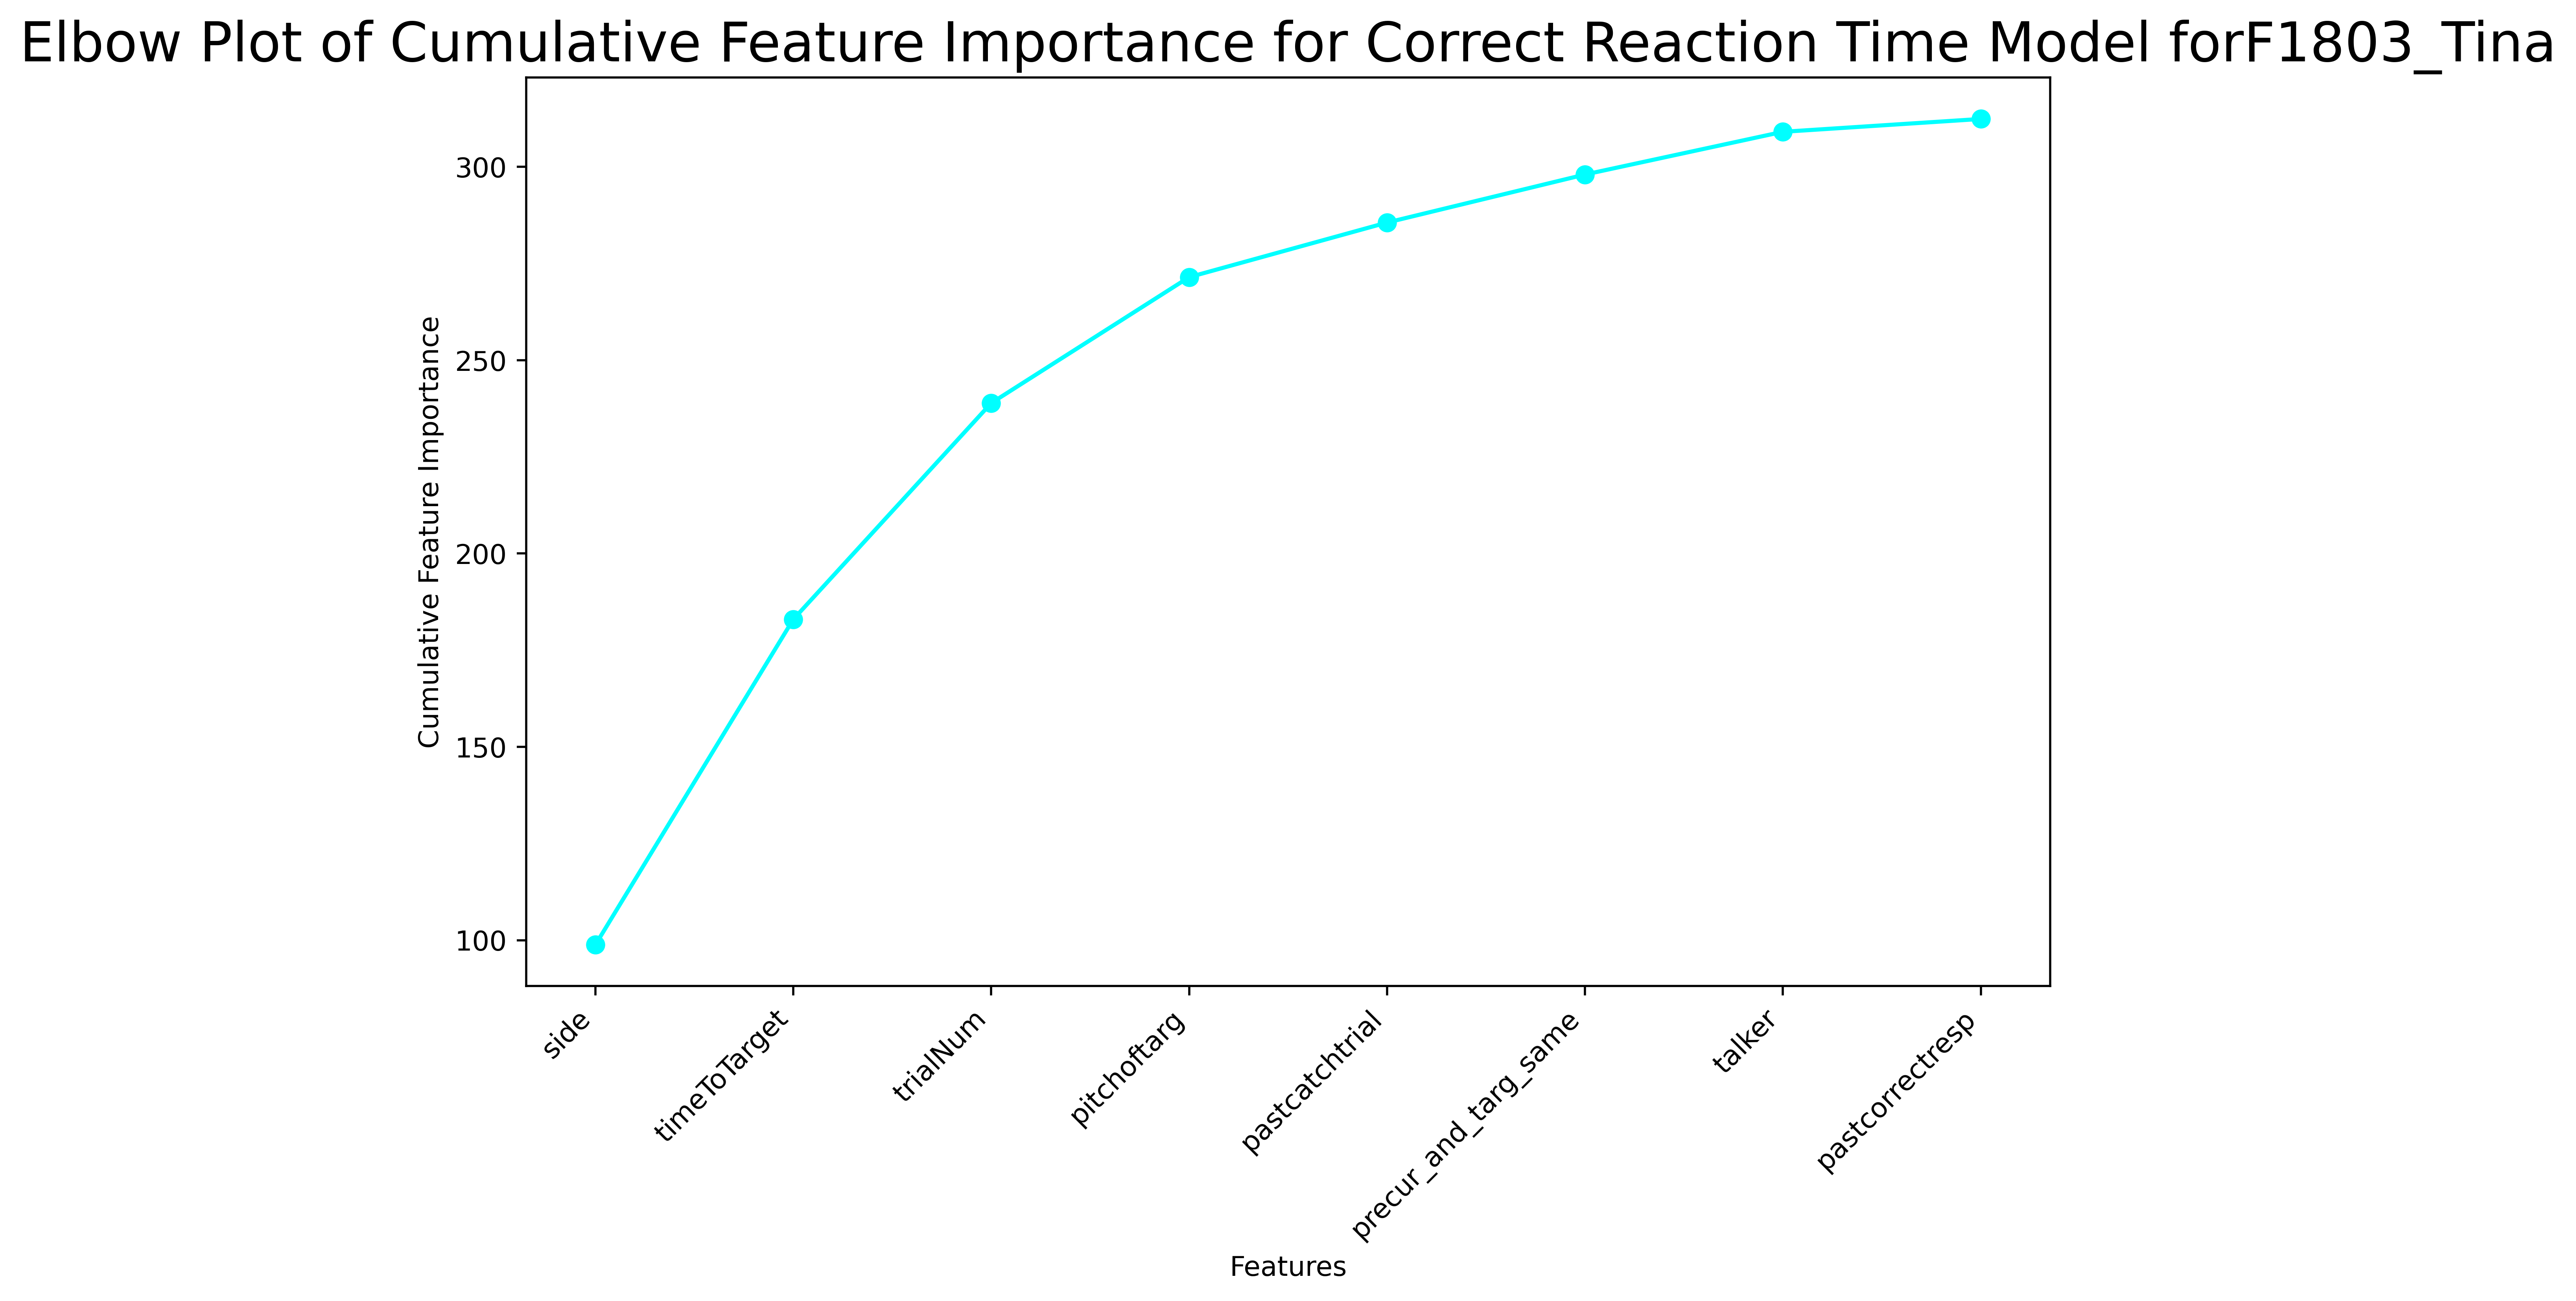 Elbow Plot of Cumulative Feature Importance for Correct Reaction Time Model forF1803_Tina
Cumulative Feature Importance
300
250
200
150
100
side
timeToTarget
trialNum
pitchoftarg
pastcatchtrial
precur_and_targ_same
talker
pastcorrectresp
Features